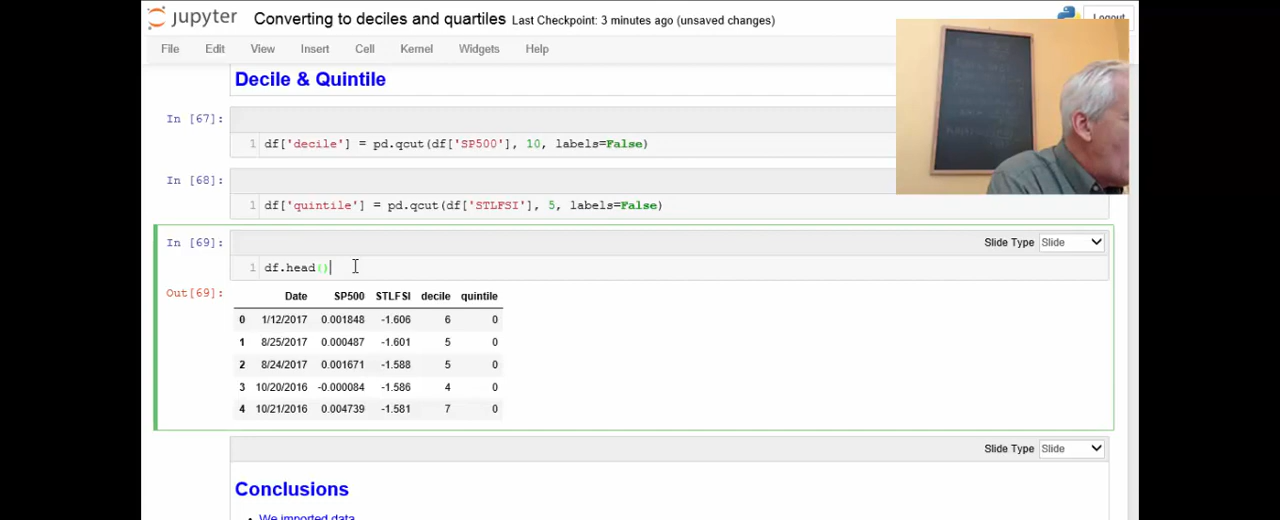 jupyter Converting to deciles and quartiles Last Checkpoint: 3 minutes ago (unsaved changes)
Logout
File Edit View Insert Cell Kernel Widgets Help
Decile & Quintile
In [67]:
1 df['decile'] = pd.qcut(df['SP500'], 10, labels=False)
In [68]:
1 df['quintile'] = pd.qcut(df['STLFSI'], 5, labels=False)
In [69]: Slide Type Slide
1 df.head()
Out[69]:
Date SP500 STLFSI decile quintile
0 1/12/2017 0.001848 -1.606 6 0
1 8/25/2017 0.000487 -1.601 5 0
2 8/24/2017 0.001671 -1.588 5 0
3 10/20/2016 -0.000084 -1.586 4 0
4 10/21/2016 0.004739 -1.581 7 0
Slide Type Slide
Conclusions
We imported data